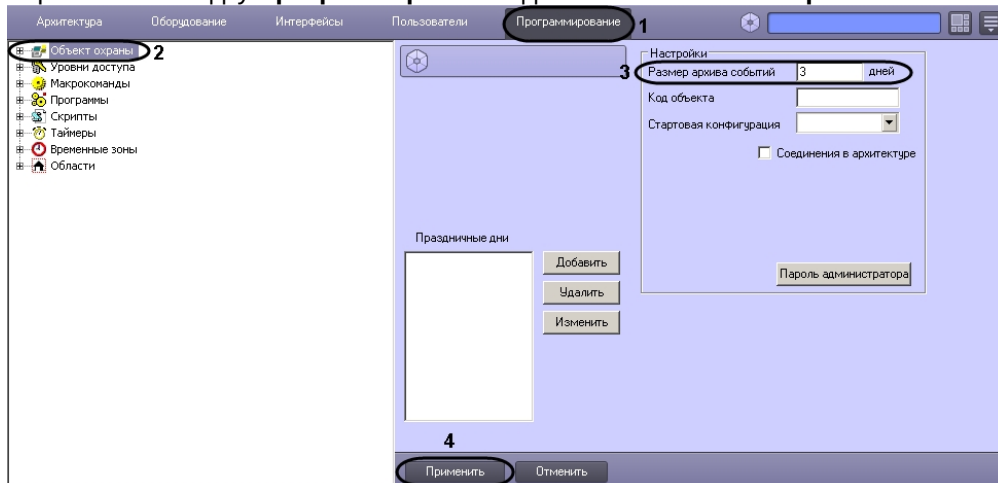 Архитектура Оборудование Интерфейсы Пользователи Программирование 1
Объект охраны 2
Уровни доступа
Макрокоманды
Программы
Скрипты
Таймеры
Временные зоны
Области
Настройки
3 Размер архива событий 3 дней
Код объекта
Стартовая конфигурация
Соединения в архитектуре
Пароль администратора
Праздничные дни
Добавить
Удалить
Изменить
4
Применить Отменить